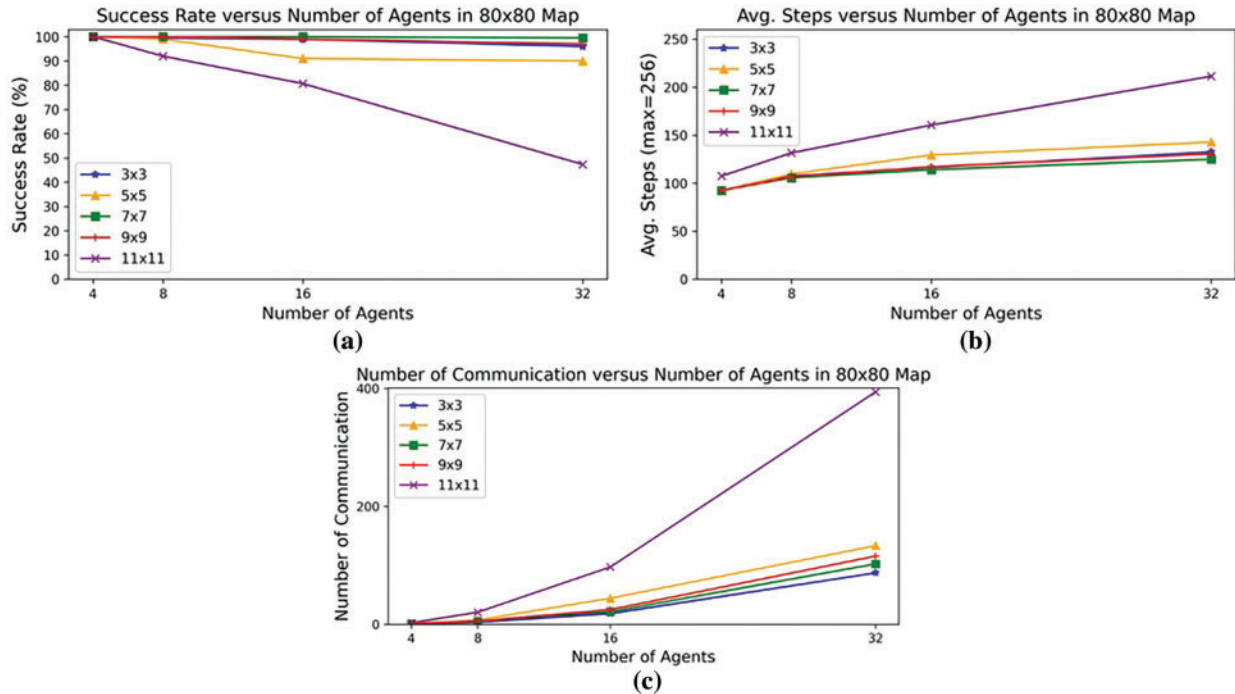 Success Rate versus Number of Agents in 80x80 Map
Success Rate (%)
100
90
80
70
60
50
40
30
20
10
0
3x3
5x5
7x7
9x9
11x11
4
8
16
32
Number of Agents
(a)
Avg. Steps versus Number of Agents in 80x80 Map
Avg. Steps (max=256)
250
200
150
100
50
0
3x3
5x5
7x7
9x9
11x11
4
8
16
32
Number of Agents
(b)
Number of Communication versus Number of Agents in 80x80 Map
Number of Communication
400
200
0
3x3
5x5
7x7
9x9
11x11
4
8
16
32
Number of Agents
(c)